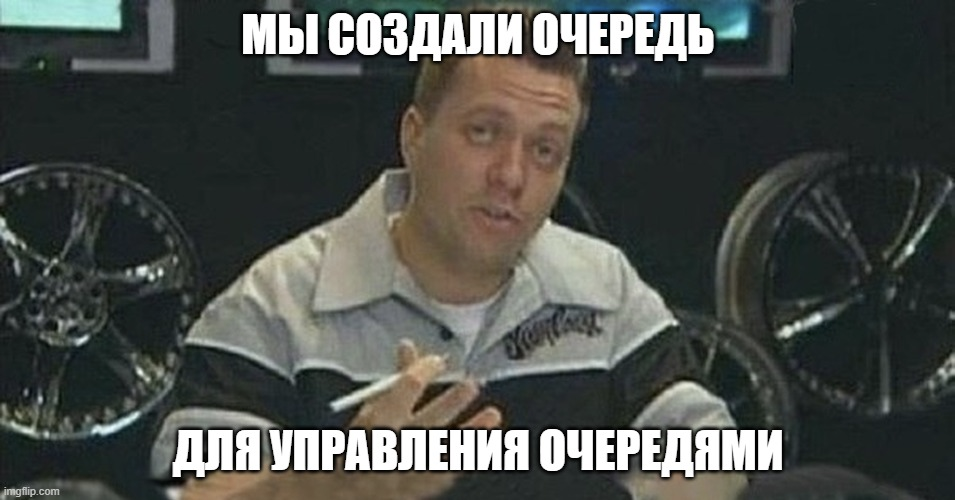 МЫ СОЗДАЛИ ОЧЕРЕДЬ
ДЛЯ УПРАВЛЕНИЯ ОЧЕРЕДЯМИ
imgflip.com